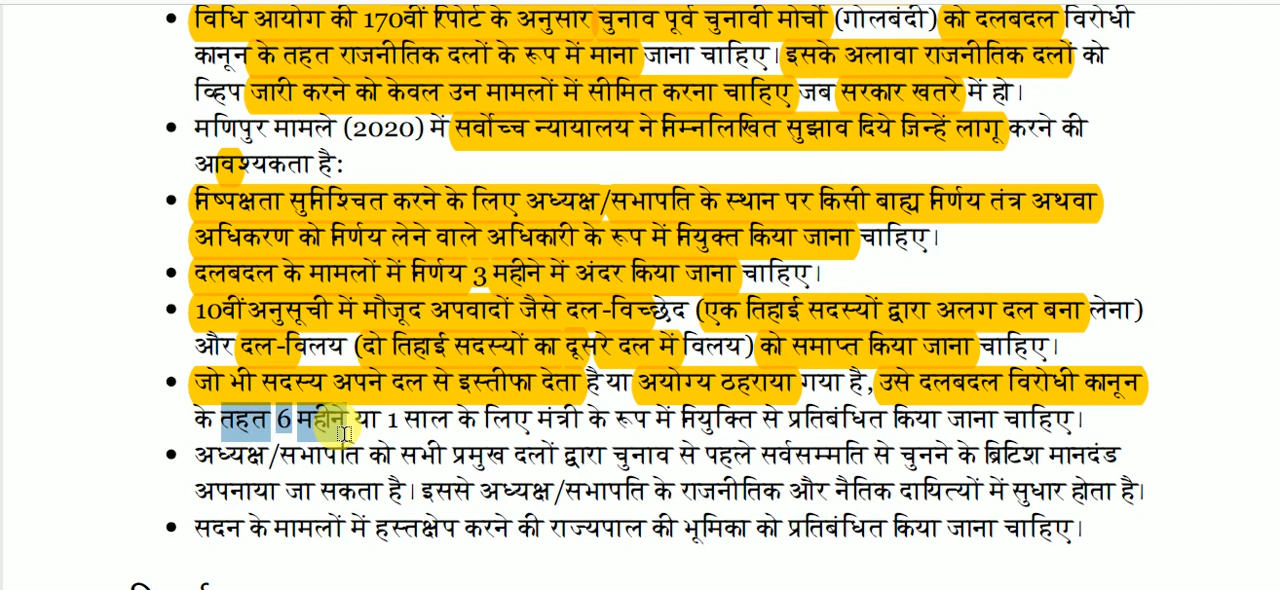 • विधि आयोग की 170वीं रिपोर्ट के अनुसार चुनाव पूर्व चुनावी मोर्चो (गोलबंदी) को दलबदल विरोधी
कानून के तहत राजनीतिक दलों के रूप में माना जाना चाहिए। इसके अलावा राजनीतिक दलों को
व्हिप जारी करने को केवल उन मामलों में सीमित करना चाहिए जब सरकार खतरे में हो।
• मणिपुर मामले (2020) में सर्वोच्च न्यायालय ने निम्नलिखित सुझाव दिये जिन्हें लागू करने की
आवश्यकता है:
• निष्पक्षता सुनिश्चित करने के लिए अध्यक्ष/सभापति के स्थान पर किसी बाह्य निर्णय तंत्र अथवा
अधिकरण को निर्णय लेने वाले अधिकारी के रूप में नियुक्त किया जाना चाहिए।
• दलबदल के मामलों में निर्णय 3 महीने में अंदर किया जाना चाहिए।
• 10वीं अनुसूची में मौजूद अपवादों जैसे दल-विच्छेद (एक तिहाई सदस्यों द्वारा अलग दल बना लेना)
और दल-विलय (दो तिहाई सदस्यों का दूसरे दल में विलय) को समाप्त किया जाना चाहिए।
• जो भी सदस्य अपने दल से इस्तीफा देता है या अयोग्य ठहराया गया है, उसे दलबदल विरोधी कानून
के तहत 6 महीने या 1 साल के लिए मंत्री के रूप में नियुक्ति से प्रतिबंधित किया जाना चाहिए।
• अध्यक्ष/सभापति को सभी प्रमुख दलों द्वारा चुनाव से पहले सर्वसम्मति से चुनने के ब्रिटिश मानदंड
अपनाया जा सकता है। इससे अध्यक्ष/सभापति के राजनीतिक और नैतिक दायित्यों में सुधार होता है।
• सदन के मामलों में हस्तक्षेप करने की राज्यपाल की भूमिका को प्रतिबंधित किया जाना चाहिए।